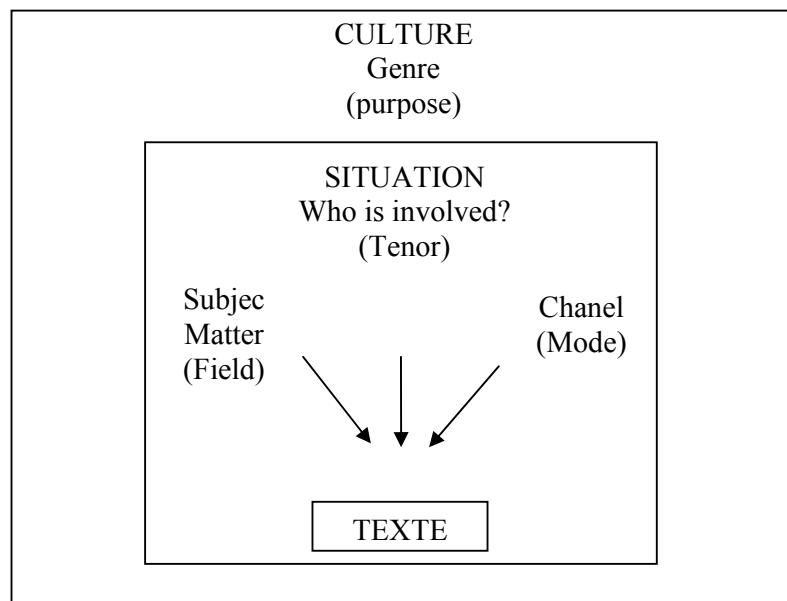 CULTURE
Genre
(purpose)
SITUATION
Who is involved?
(Tenor)
Subjec
Matter
(Field)
Chanel
(Mode)
TEXTE